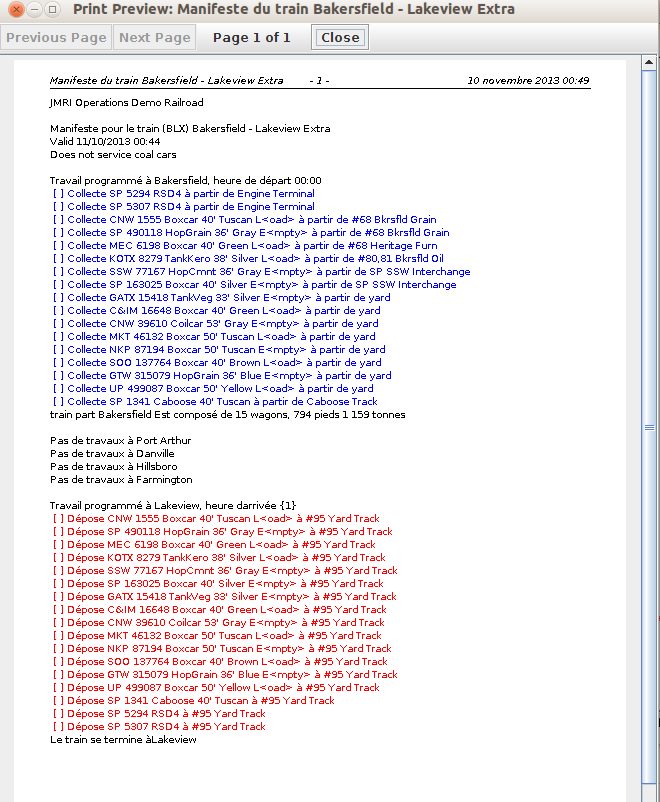 Print Preview: Manifeste du train Bakersfield - Lakeview Extra
Previous Page Next Page Page 1 of 1 Close
Manifeste du train Bakersfield - Lakeview Extra - 1 - 10 novembre 2013 00:49
JMRI Operations Demo Railroad
Manifeste pour le train (BLX) Bakersfield - Lakeview Extra
Valid 11/10/2013 00:44
Does not service coal cars
Travail programmé à Bakersfield, heure de départ 00:00
[ ] Collecte SP 5294 RSD4 à partir de Engine Terminal
[ ] Collecte SP 5307 RSD4 à partir de Engine Terminal
[ ] Collecte CNW 1555 Boxcar 40' Tuscan L<oad> à partir de #68 Bkrsfld Grain
[ ] Collecte SP 490118 HopGrain 36' Gray E<mpty> à partir de #68 Bkrsfld Grain
[ ] Collecte MEC 6198 Boxcar 40' Green L<oad> à partir de #68 Heritage Furn
[ ] Collecte KOTX 8279 TankKero 38' Silver L<oad> à partir de #80,81 Bkrsfld Oil
[ ] Collecte SSW 77167 HopCmnt 36' Gray E<mpty> à partir de SP SSW Interchange
[ ] Collecte SP 163025 Boxcar 40' Silver E<mpty> à partir de SP SSW Interchange
[ ] Collecte GATX 15418 TankVeg 33' Silver E<mpty> à partir de yard
[ ] Collecte C&IM 16648 Boxcar 40' Green L<oad> à partir de yard
[ ] Collecte CNW 39610 Coilcar 53' Gray E<mpty> à partir de yard
[ ] Collecte MKT 46132 Boxcar 50' Tuscan L<oad> à partir de yard
[ ] Collecte NKP 87194 Boxcar 50' Tuscan E<mpty> à partir de yard
[ ] Collecte SOO 137764 Boxcar 40' Brown L<oad> à partir de yard
[ ] Collecte GTW 315079 HopGrain 36' Blue E<mpty> à partir de yard
[ ] Collecte UP 499087 Boxcar 50' Yellow L<oad> à partir de yard
[ ] Collecte SP 1341 Caboose 40' Tuscan à partir de Caboose Track
train part Bakersfield Est composé de 15 wagons, 794 pieds 1 159 tonnes
Pas de travaux à Port Arthur
Pas de travaux à Danville
Pas de travaux à Hillsboro
Pas de travaux à Farmington
Travail programmé à Lakeview, heure darrivée {1}
[ ] Dépose CNW 1555 Boxcar 40' Tuscan L<oad> à #95 Yard Track
[ ] Dépose SP 490118 HopGrain 36' Gray E<mpty> à #95 Yard Track
[ ] Dépose MEC 6198 Boxcar 40' Green L<oad> à #95 Yard Track
[ ] Dépose KOTX 8279 TankKero 38' Silver L<oad> à #95 Yard Track
[ ] Dépose SSW 77167 HopCmnt 36' Gray E<mpty> à #95 Yard Track
[ ] Dépose SP 163025 Boxcar 40' Silver E<mpty> à #95 Yard Track
[ ] Dépose GATX 15418 TankVeg 33' Silver E<mpty> à #95 Yard Track
[ ] Dépose C&IM 16648 Boxcar 40' Green L<oad> à #95 Yard Track
[ ] Dépose CNW 39610 Coilcar 53' Gray E<mpty> à #95 Yard Track
[ ] Dépose MKT 46132 Boxcar 50' Tuscan L<oad> à #95 Yard Track
[ ] Dépose NKP 87194 Boxcar 50' Tuscan E<mpty> à #95 Yard Track
[ ] Dépose SOO 137764 Boxcar 40' Brown L<oad> à #95 Yard Track
[ ] Dépose GTW 315079 HopGrain 36' Blue E<mpty> à #95 Yard Track
[ ] Dépose UP 499087 Boxcar 50' Yellow L<oad> à #95 Yard Track
[ ] Dépose SP 1341 Caboose 40' Tuscan à #95 Yard Track
[ ] Dépose SP 5294 RSD4 à #95 Yard Track
[ ] Dépose SP 5307 RSD4 à #95 Yard Track
Le train se termine àLakeview